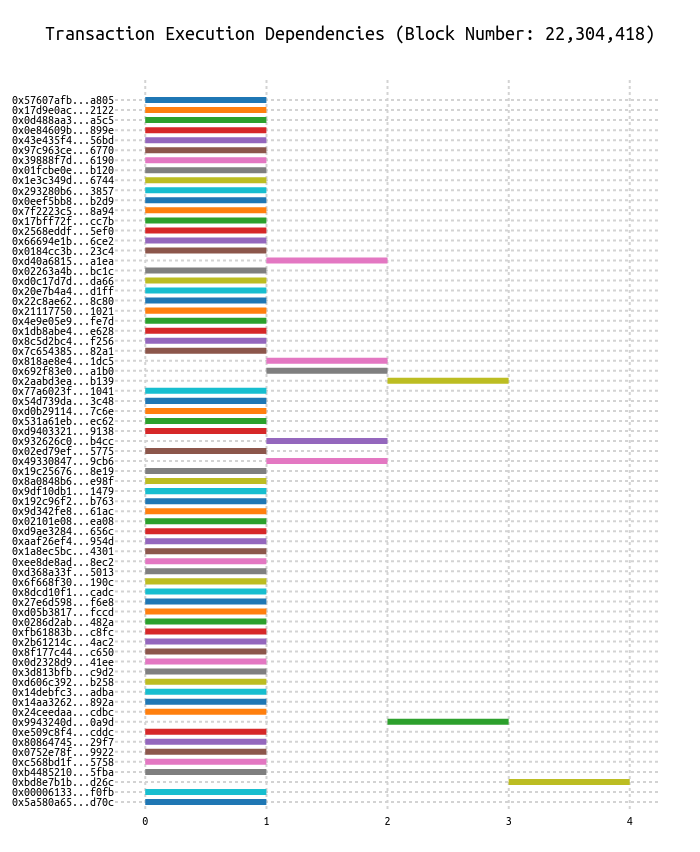 Transaction Execution Dependencies (Block Number: 22,304,418)
0x57607afb...a805
0x17d9e0ac...2122
0x0d488aa3...a5c5
0x0e84609b...899e
0x43e435f4...56bd
0x97c963ce...6770
0x39888f7d...6190
0x01fcbe0e...b120
0x1e3c349d...6744
0x293280b6...3857
0x0eef5bb8...b2d9
0x7f2223c5...8a94
0x17bff72f...cc7b
0x2568eddf...5ef0
0x66694e1b...6ce2
0x0184cc3b...23c4
0xd40a6815...a1ea
0x02263a4b...bc1c
0xd0c17d7d...da66
0x20e7b4a4...d1ff
0x22c8ae62...8c80
0x21117750...1021
0x4e9e05e9...fe7d
0x1db8abe4...e628
0x8c5d2bc4...f256
0x7c654385...82a1
0x818ae8e4...1dc5
0x692f83e0...a1b0
0x2aabd3ea...b139
0x77a6023f...1041
0x54d739da...3c48
0xd0b29114...7c6e
0x531a61eb...ec62
0xd9403321...9138
0x932626c0...b4cc
0x02ed79ef...5775
0x49330847...9cb6
0x19c25676...8e19
0x8a0848b6...e98f
0x9df10db1...1479
0x192c96f2...b763
0x9d342fe8...61ac
0x02101e08...ea08
0xd9ae3284...656c
0xaaf26ef4...954d
0x1a8ec5bc...4301
0xee8de8ad...8ec2
0xd368a33f...5013
0x6f668f30...190c
0x8dcd10f1...cadc
0x27e6d598...f6e8
0xd05b3817...fccd
0x0286d2ab...482a
0xfb61883b...c8fc
0x2b61214c...4ac2
0x8f177c44...c650
0x0d2328d9...41ee
0x3d813bfb...c9d2
0xd606c392...b258
0x14debfc3...adba
0x14aa3262...892a
0x24ceedaa...cdbc
0x9943240d...0a9d
0xe509c8f4...cddc
0x80864745...29f7
0x0752e78f...9922
0xc568bd1f...5758
0xb4485210...5fba
0xbd8e7b1b...d26c
0x00006133...f0fb
0x5a580a65...d70c
0 1 2 3 4